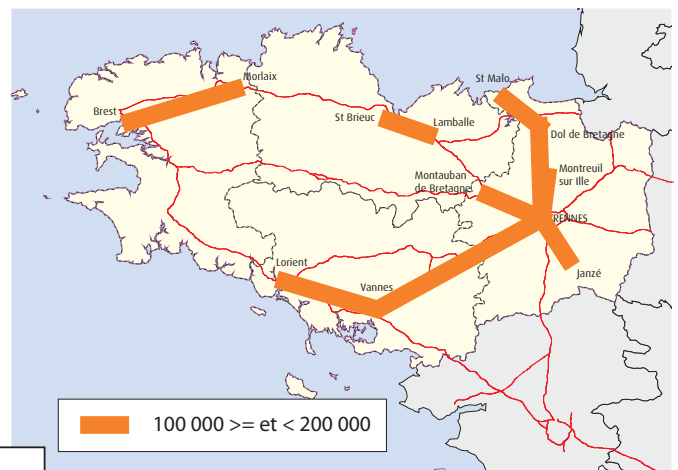 Morlaix
St Malo
Brest
St Brieuc
Lamballe
Dol de Bretagne
Montauban
de Bretagne
Montreuil
sur Ille
RENNES
Lorient
Janzé
Vannes
100 000 >= et < 200 000